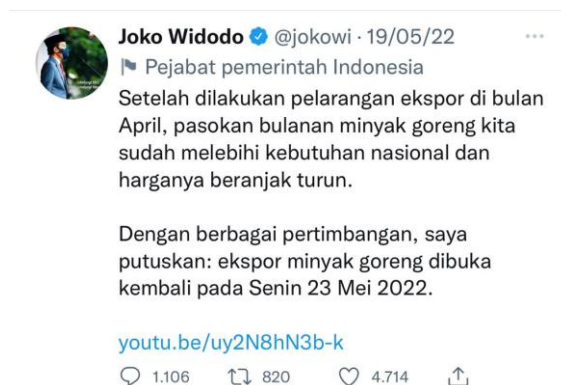 Joko Widodo @jokowi · 19/05/22
Pejabat pemerintah Indonesia
Setelah dilakukan pelarangan ekspor di bulan
April, pasokan bulanan minyak goreng kita
sudah melebihi kebutuhan nasional dan
harganya beranjak turun.
Dengan berbagai pertimbangan, saya
putuskan: ekspor minyak goreng dibuka
kembali pada Senin 23 Mei 2022.
youtu.be/uy2N8hN3b-k
1.106 820 4.714